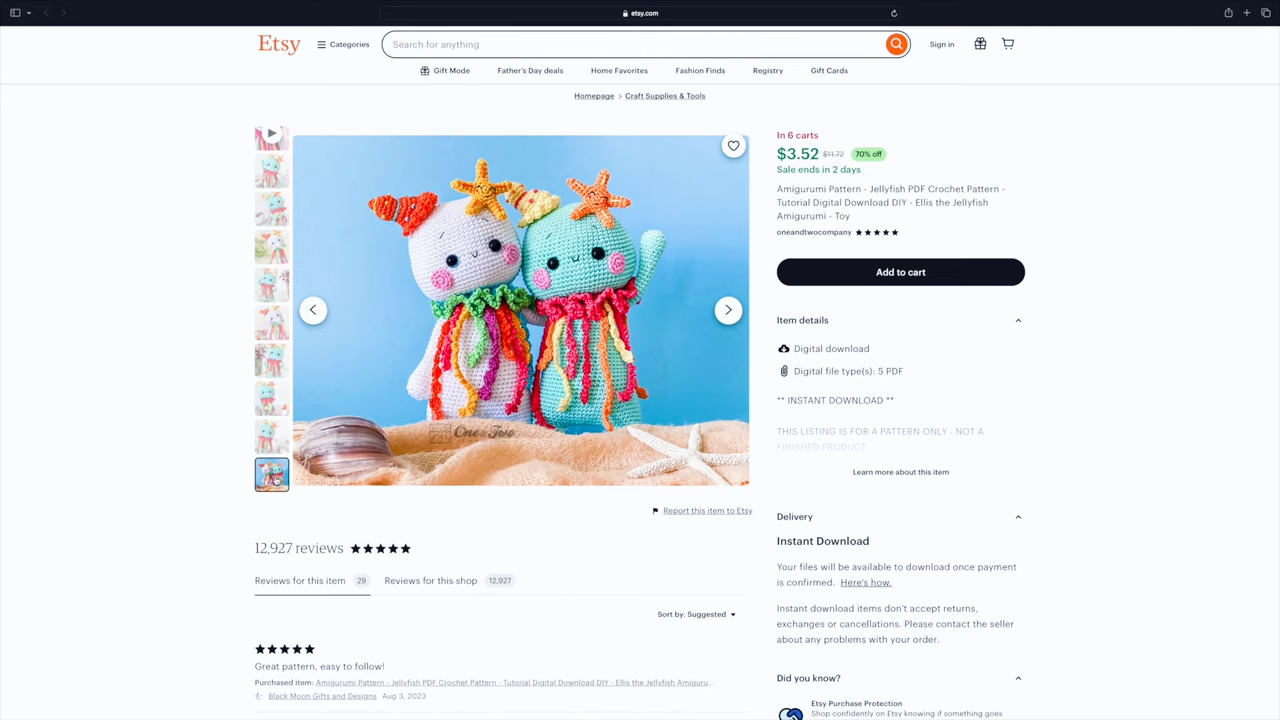 etsy.com
Etsy
Categories
Search for anything
Sign in
Gift Mode
Father's Day deals
Home Favorites
Fashion Finds
Registry
Gift Cards
Homepage > Craft Supplies & Tools
In 6 carts
$3.52 $11.72 70% off
Sale ends in 2 days
Amigurumi Pattern - Jellyfish PDF Crochet Pattern -
Tutorial Digital Download DIY - Ellis the Jellyfish
Amigurumi - Toy
oneandtwocompany
Add to cart
Item details
Digital download
Digital file type(s): 5 PDF
** INSTANT DOWNLOAD **
THIS LISTING IS FOR A PATTERN ONLY - NOT A
FINISHED PRODUCT
Learn more about this item
One & Two
Report this item to Etsy
12,927 reviews
Reviews for this item 29
Reviews for this shop 12,927
Sort by: Suggested
Great pattern, easy to follow!
Purchased item: Amigurumi Pattern - Jellyfish PDF Crochet Pattern - Tutorial Digital Download DIY - Ellis the Jellyfish Amiguru...
Black Moon Gifts and Designs Aug 3, 2023
Delivery
Instant Download
Your files will be available to download once payment
is confirmed. Here's how.
Instant download items don't accept returns,
exchanges or cancellations. Please contact the seller
about any problems with your order.
Did you know?
Etsy Purchase Protection
Shop confidently on Etsy knowing if something goes